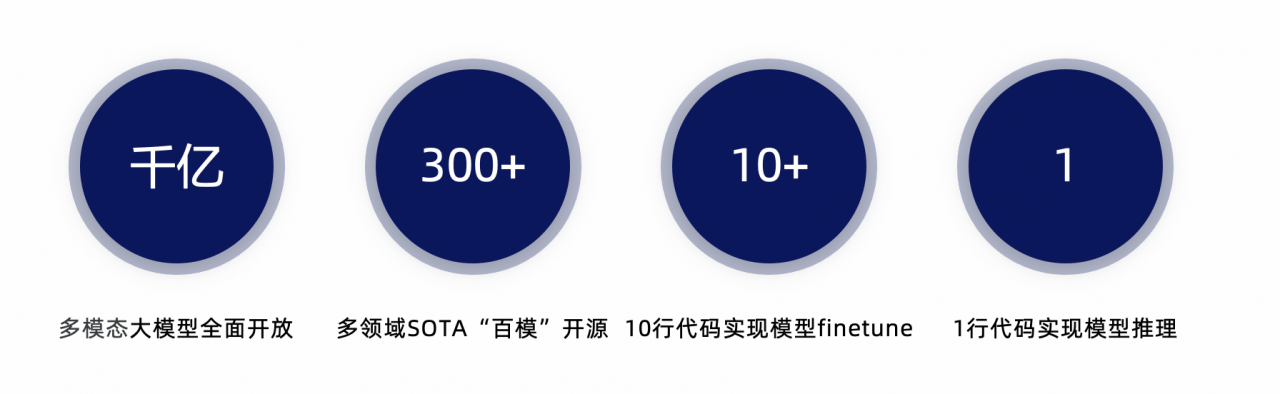 千亿
300+
10+
1
多模态大模型全面开放
多领域SOTA“百模”开源
10行代码实现模型finetune
1行代码实现模型推理